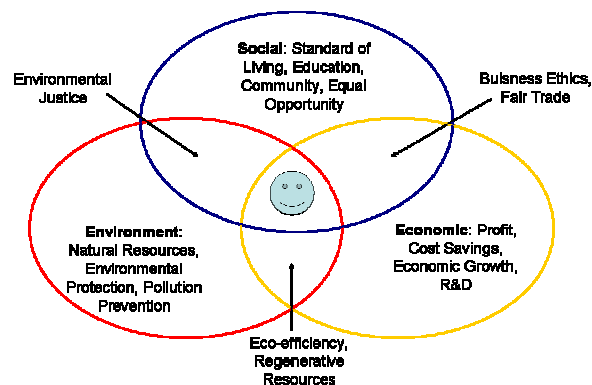 Social: Standard of
Living, Education,
Community, Equal
Opportunity
Environmental
Justice
Buisness Ethics,
Fair Trade
Environment:
Natural Resources,
Environmental
Protection, Pollution
Prevention
Economic: Profit,
Cost Savings,
Economic Growth,
R&D
Eco-efficiency,
Regenerative
Resources